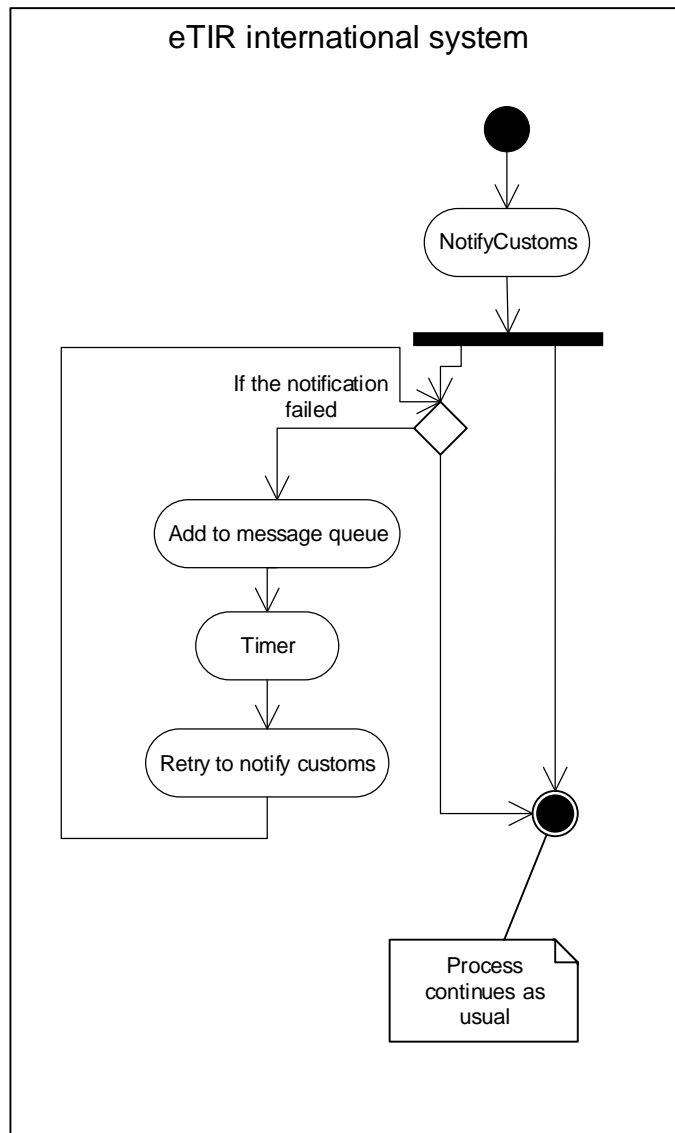 eTIR international system
NotifyCustoms
If the notification
failed
Add to message queue
Timer
Retry to notify customs
Process
continues as
usual